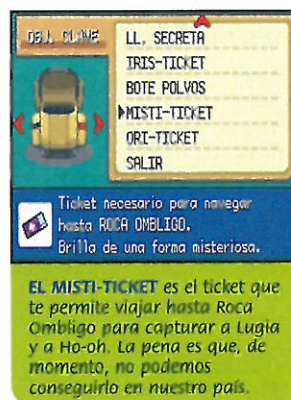 OBJ. CLAVE
LL. SECRETA
IRIS-TICKET
BOTE POLVOS
MISTI-TICKET
ORI-TICKET
SALIR
Ticket necesario para navegar
hasta ROCA OMBLIGO.
Brilla de una forma misteriosa.
EL MISTI-TICKET es el ticket que
te permite viajar hasta Roca
Ombligo para capturar a Lugia
y a Ho-oh. La pena es que, de
momento, no podemos
conseguirlo en nuestro país.